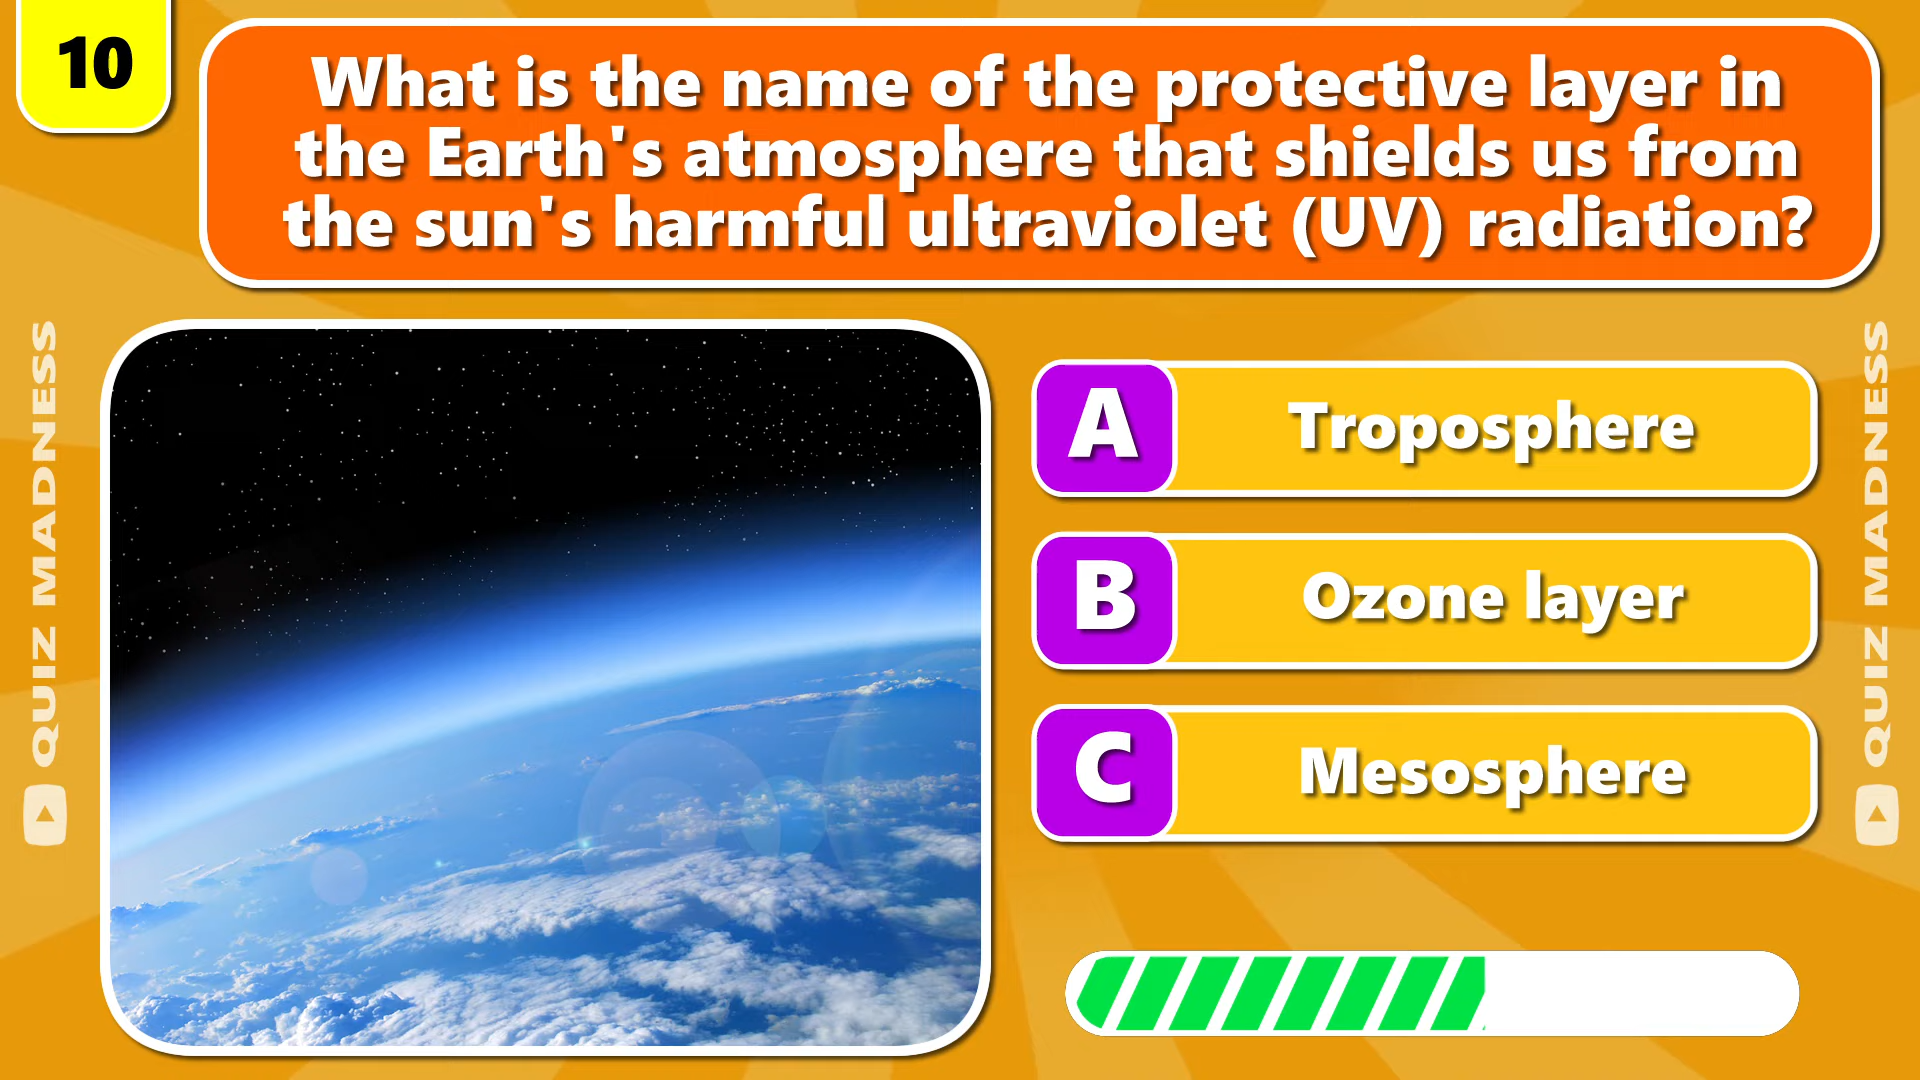 10
What is the name of the protective layer in
the Earth's atmosphere that shields us from
the sun's harmful ultraviolet (UV) radiation?
QUIZ MADNESS
A
Troposphere
B
Ozone layer
C
Mesosphere
QUIZ MADNESS